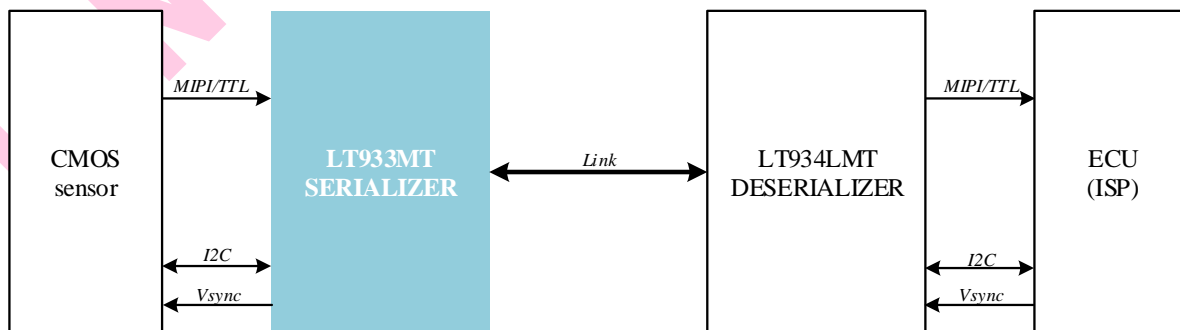 CMOS
sensor
MIPI/TTL
I2C
Vsync
LT933MT
SERIALIZER
Link
LT934LMT
DESERIALIZER
MIPI/TTL
I2C
Vsync
ECU
(ISP)